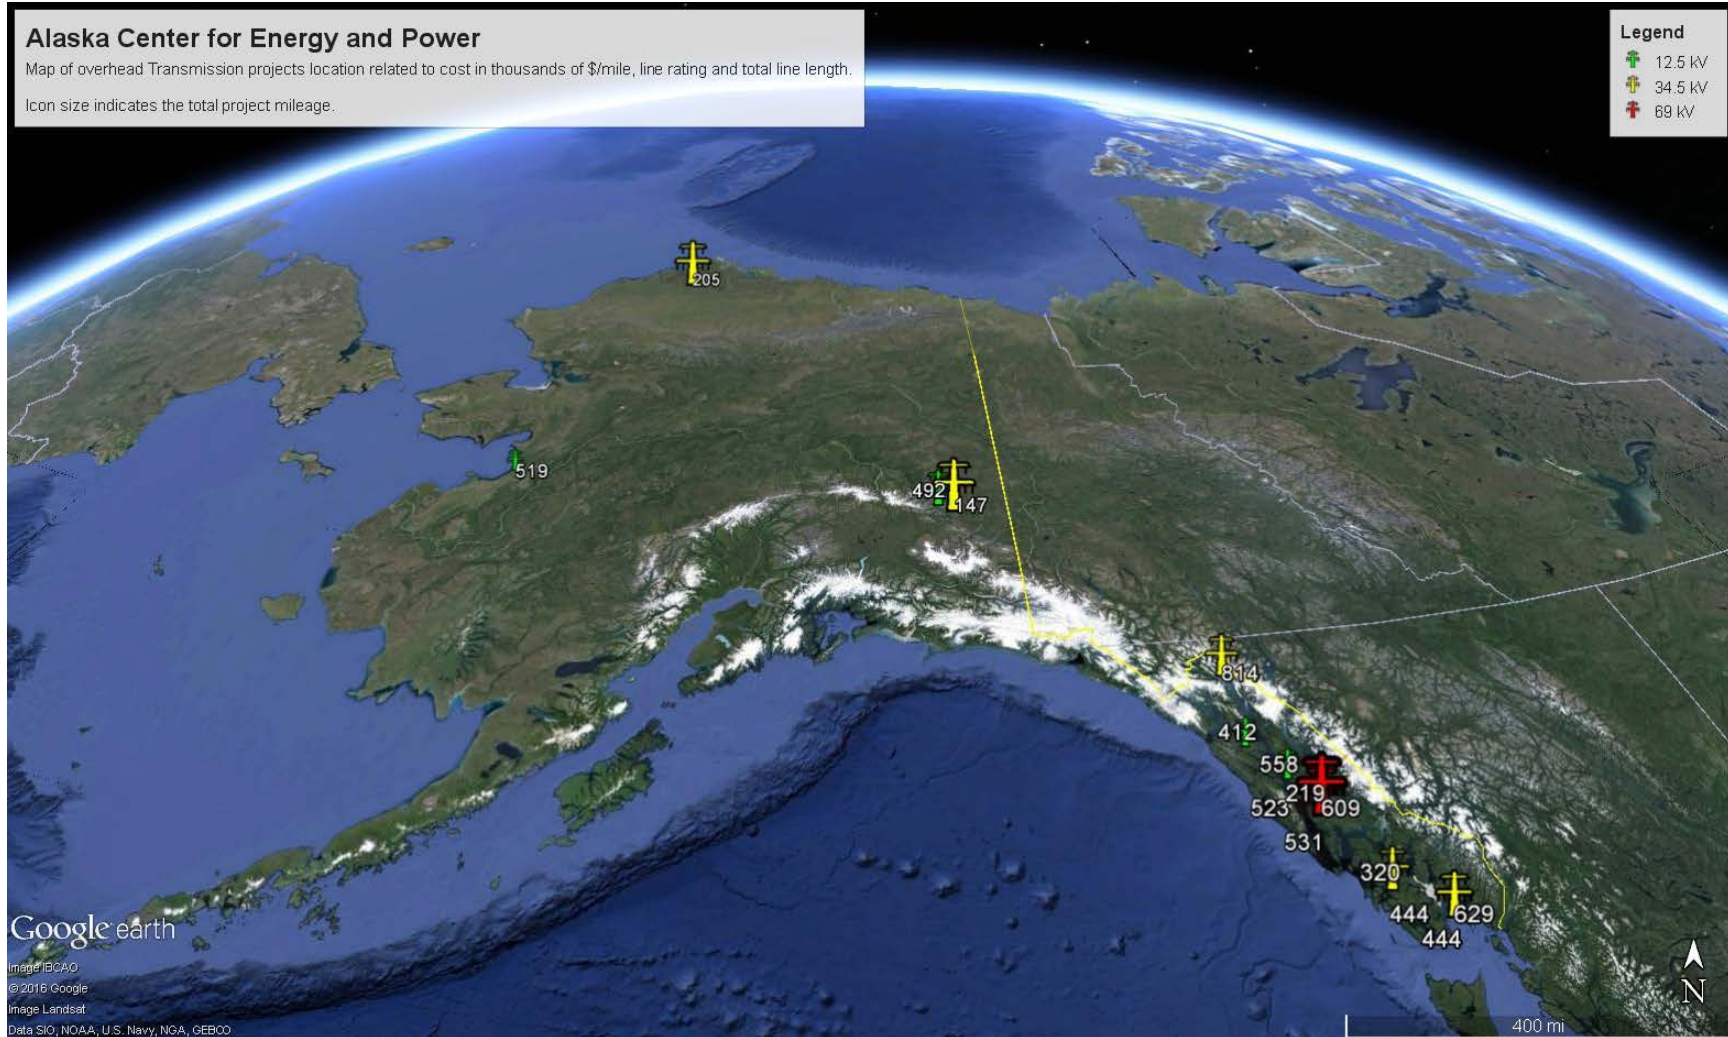 Alaska Center for Energy and Power
Map of overhead Transmission projects location related to cost in thousands of $/mile, line rating and total line length.
Icon size indicates the total project mileage.
Legend
12.5 kV
34.5 kV
69 kV
205
519
492
147
814
412
558
219
523
609
531
320
444
629
444
Google earth
Image IBCAO
© 2016 Google
Image Landsat
Data SIO, NOAA, U.S. Navy, NGA, GEBCO
N
400 mi